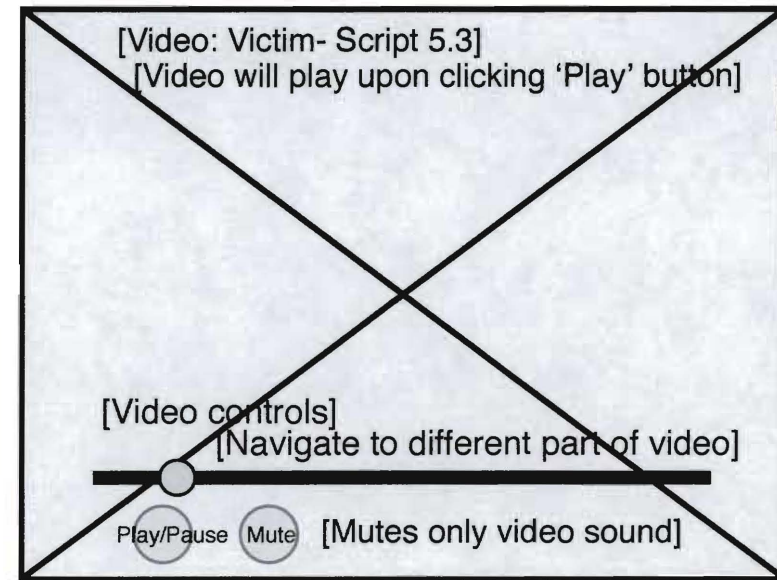 [Video: Victim- Script 5.3]
[Video will play upon clicking ‘Play’ button]
[Video controls]
[Navigate to different part of video]
Play/Pause Mute [Mutes only video sound]